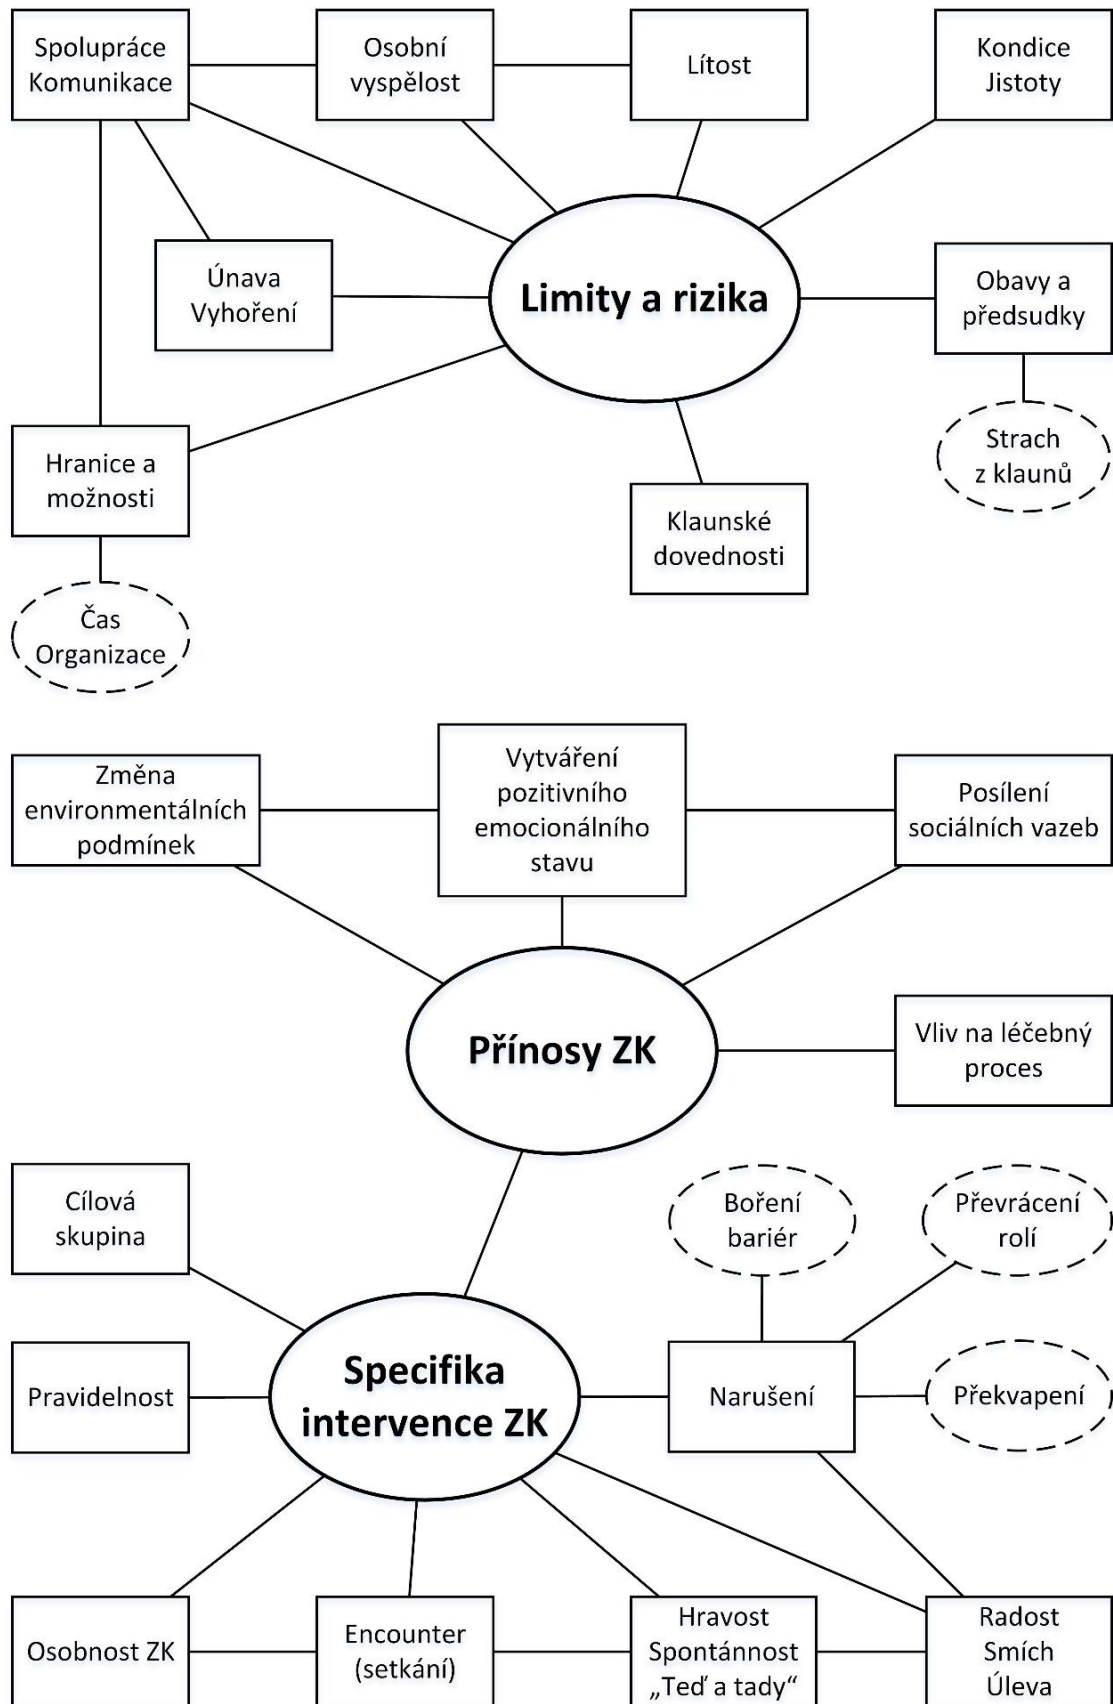 Spolupráce
Komunikace
Osobní
vyspělost
Lítost
Kondice
Jistoty
Únava
Vyhoření
Limity a rizika
Obavy a
předsudky
Strach
z klaunů
Hranice a
možnosti
Klaunské
dovednosti
Čas
Organizace
Změna
environmentálních
podmínek
Vytváření
pozitivního
emocionálního
stavu
Posílení
sociálních vazeb
Přínosy ZK
Vliv na léčebný
proces
Cílová
skupina
Boření
bariér
Převrácení
rolí
Pravidelnost
Specifika
intervence ZK
Narušení
Překvapení
Osobnost ZK
Encounter
(setkání)
Hravost
Spontánnost
„Teď a tady“
Radost
Smích
Úleva